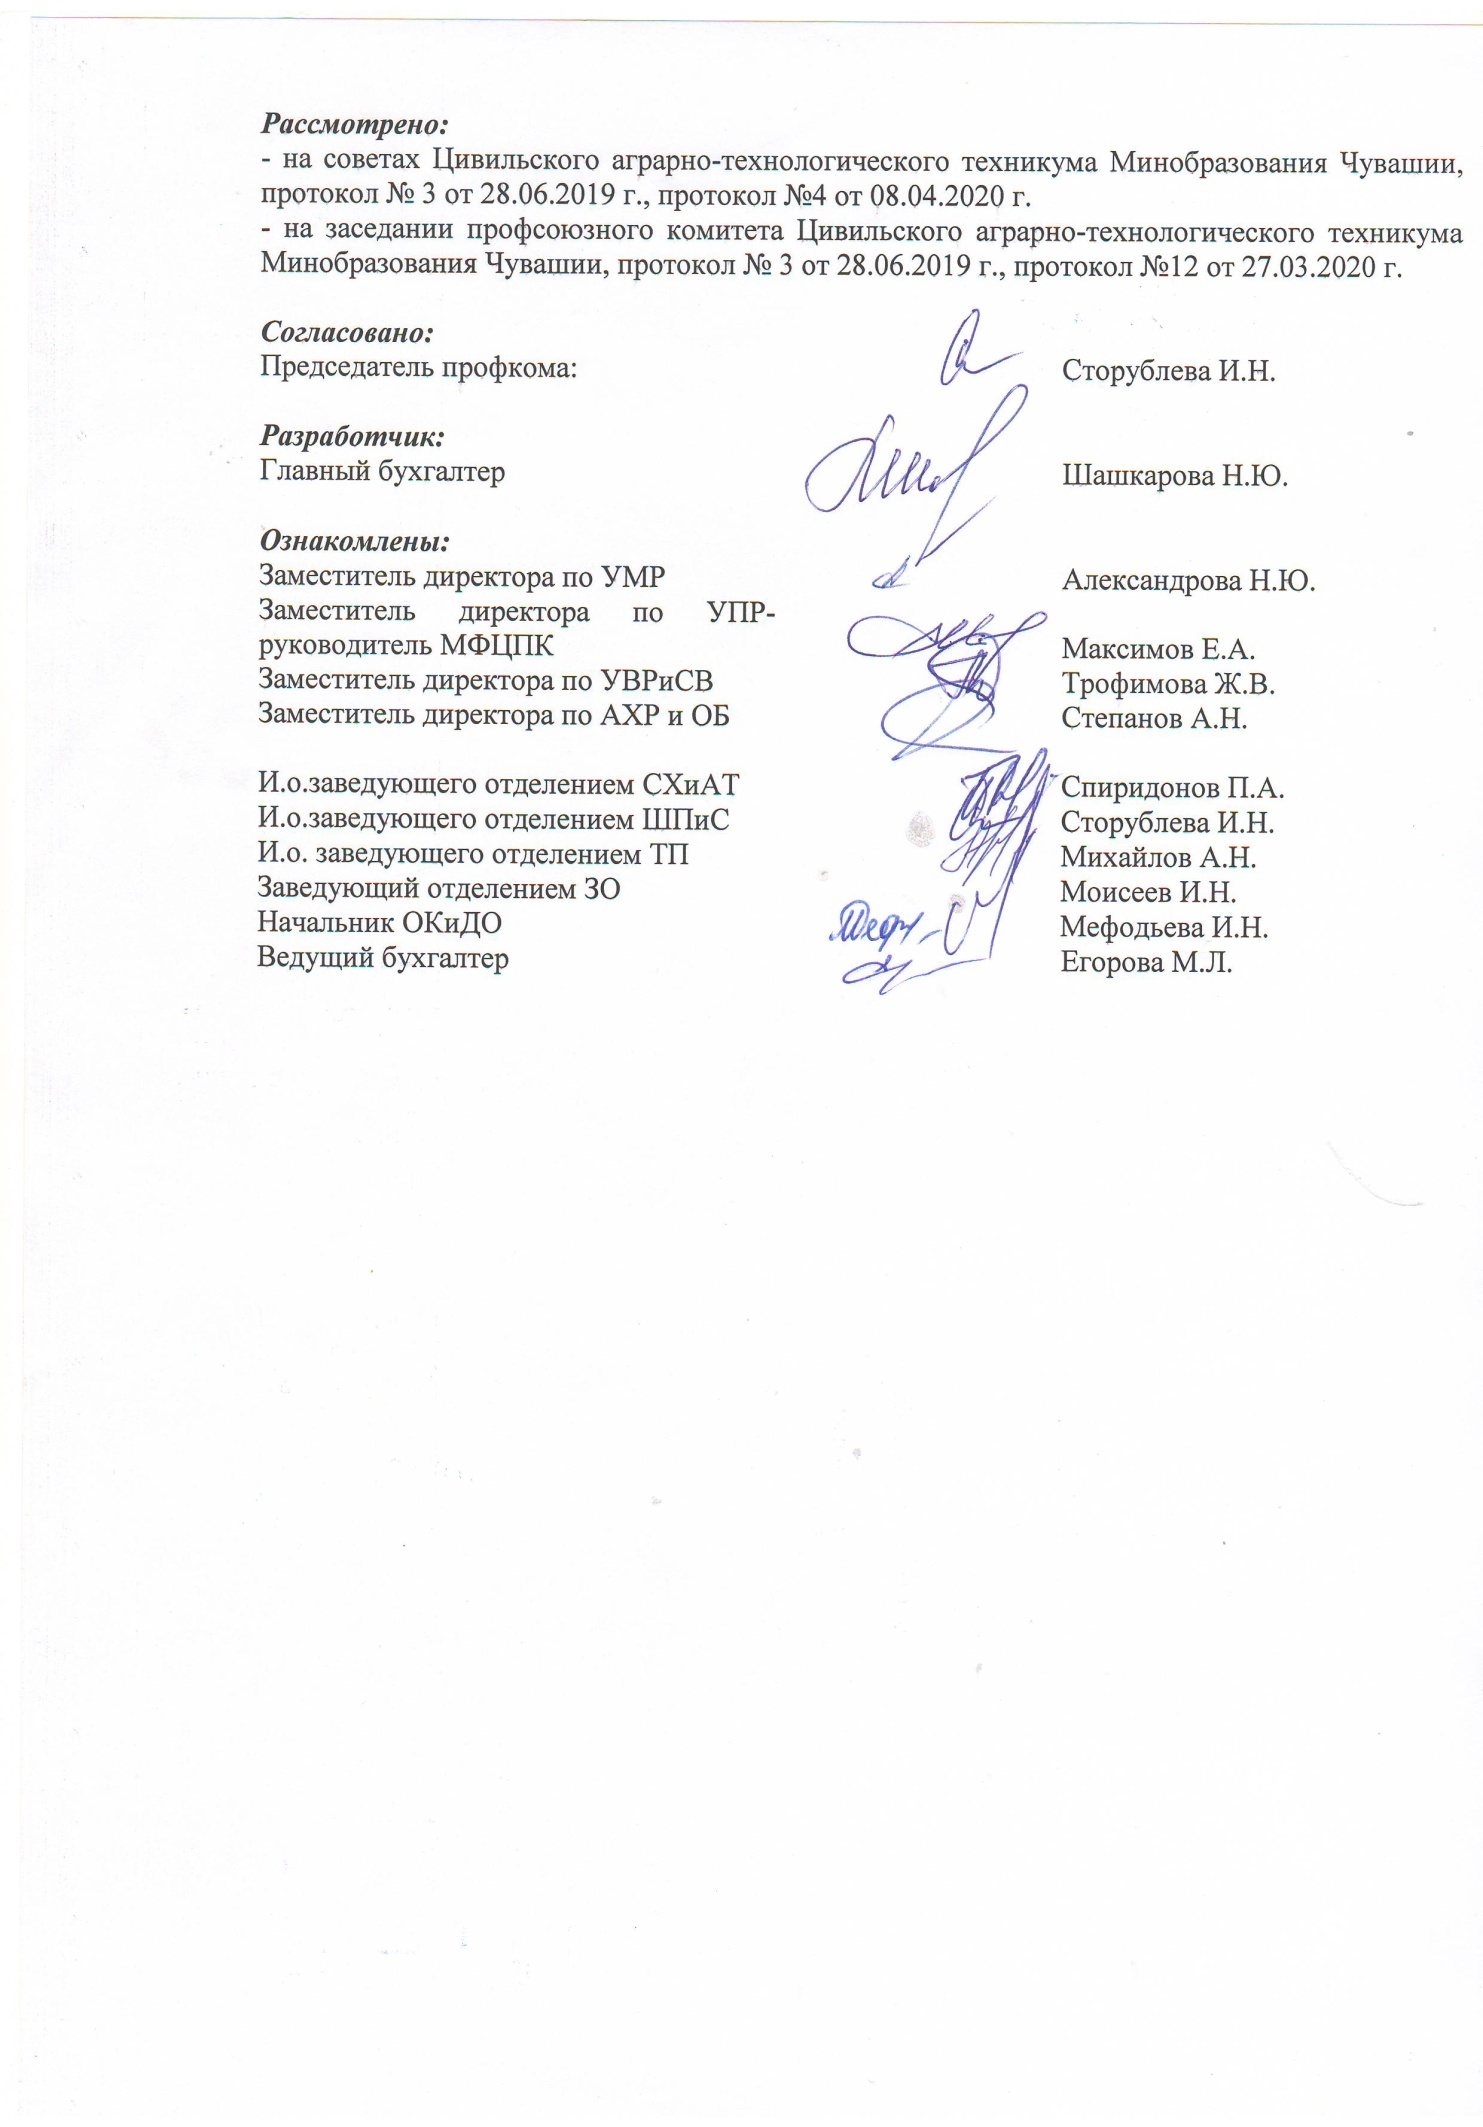 Рассмотрено:
- на советах Цивильского аграрно-технологического техникума Минобразования Чувашии,
протокол № 3 от 28.06.2019 г., протокол №4 от 08.04.2020 г.
- на заседании профсоюзного комитета Цивильского аграрно-технологического техникума
Минобразования Чувашии, протокол № 3 от 28.06.2019 г., протокол №12 от 27.03.2020 г.
Согласовано:
Председатель профкома: Сторублева И.Н.
Разработчик:
Главный бухгалтер Шашкарова Н.Ю.
Ознакомлены:
Заместитель директора по УМР Александрова Н.Ю.
Заместитель директора по УПР-
руководитель МФЦПК Максимов Е.А.
Заместитель директора по УВРиСВ Трофимова Ж.В.
Заместитель директора по АХР и ОБ Степанов А.Н.
И.о.заведующего отделением СХиАТ Спиридонов П.А.
И.о.заведующего отделением ШПиС Сторублева И.Н.
И.о. заведующего отделением ТП Михайлов А.Н.
Заведующий отделением ЗО Моисеев И.Н.
Начальник ОКиДО Мефодьева И.Н.
Ведущий бухгалтер Егорова М.Л.